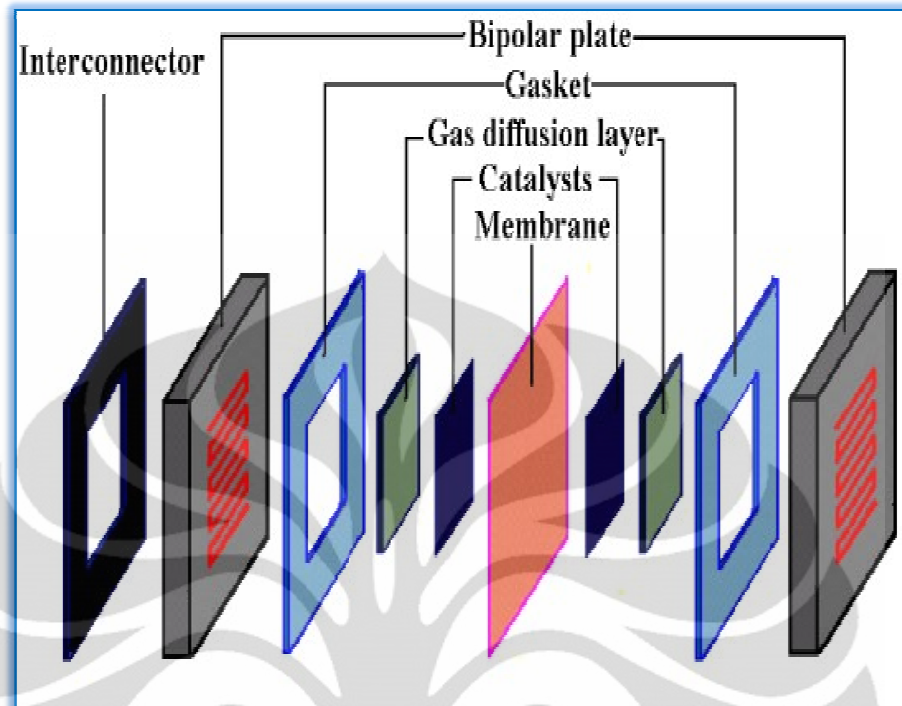 Bipolar plate
Interconnector
Gasket
Gas diffusion layer
Catalysts
Membrane